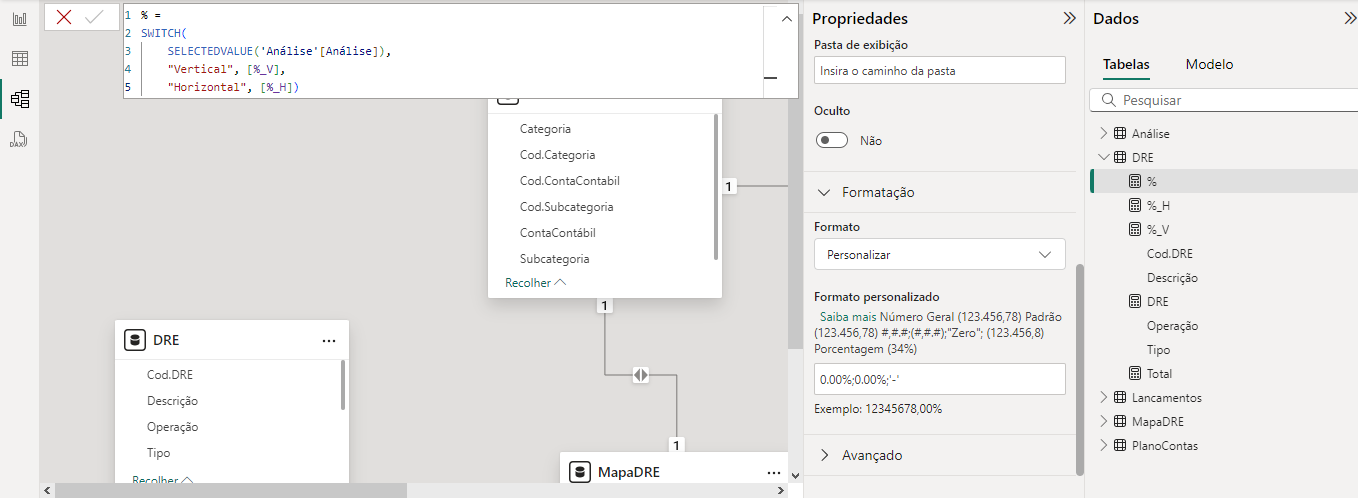 1 % =
2 SWITCH(
3 SELECTEDVALUE('Análise'[Análise]),
4 "Vertical", [%_V],
5 "Horizontal", [%_H])
Categoria
Cod.Categoria
Cod.ContaContabil
Cod.Subcategoria
ContaContábil
Subcategoria
Recolher
1
1
1
DRE
...
Cod.DRE
Descrição
Operação
Tipo
Recolher
MapaDRE
...
DAX
Propriedades
Pasta de exibição
Insira o caminho da pasta
Oculto
Não
Formatação
Formato
Personalizar
Formato personalizado
Saiba mais Número Geral (123.456,78) Padrão
(123.456,78) #,#.#;(#,#.#);"Zero"; (123.456,8)
Porcentagem (34%)
0.00%;0.00%;'-'
Exemplo: 12345678,00%
Avançado
Dados
Tabelas
Modelo
Pesquisar
Análise
DRE
%
%_H
%_V
Cod.DRE
Descrição
DRE
Operação
Tipo
Total
Lancamentos
MapaDRE
PlanoContas